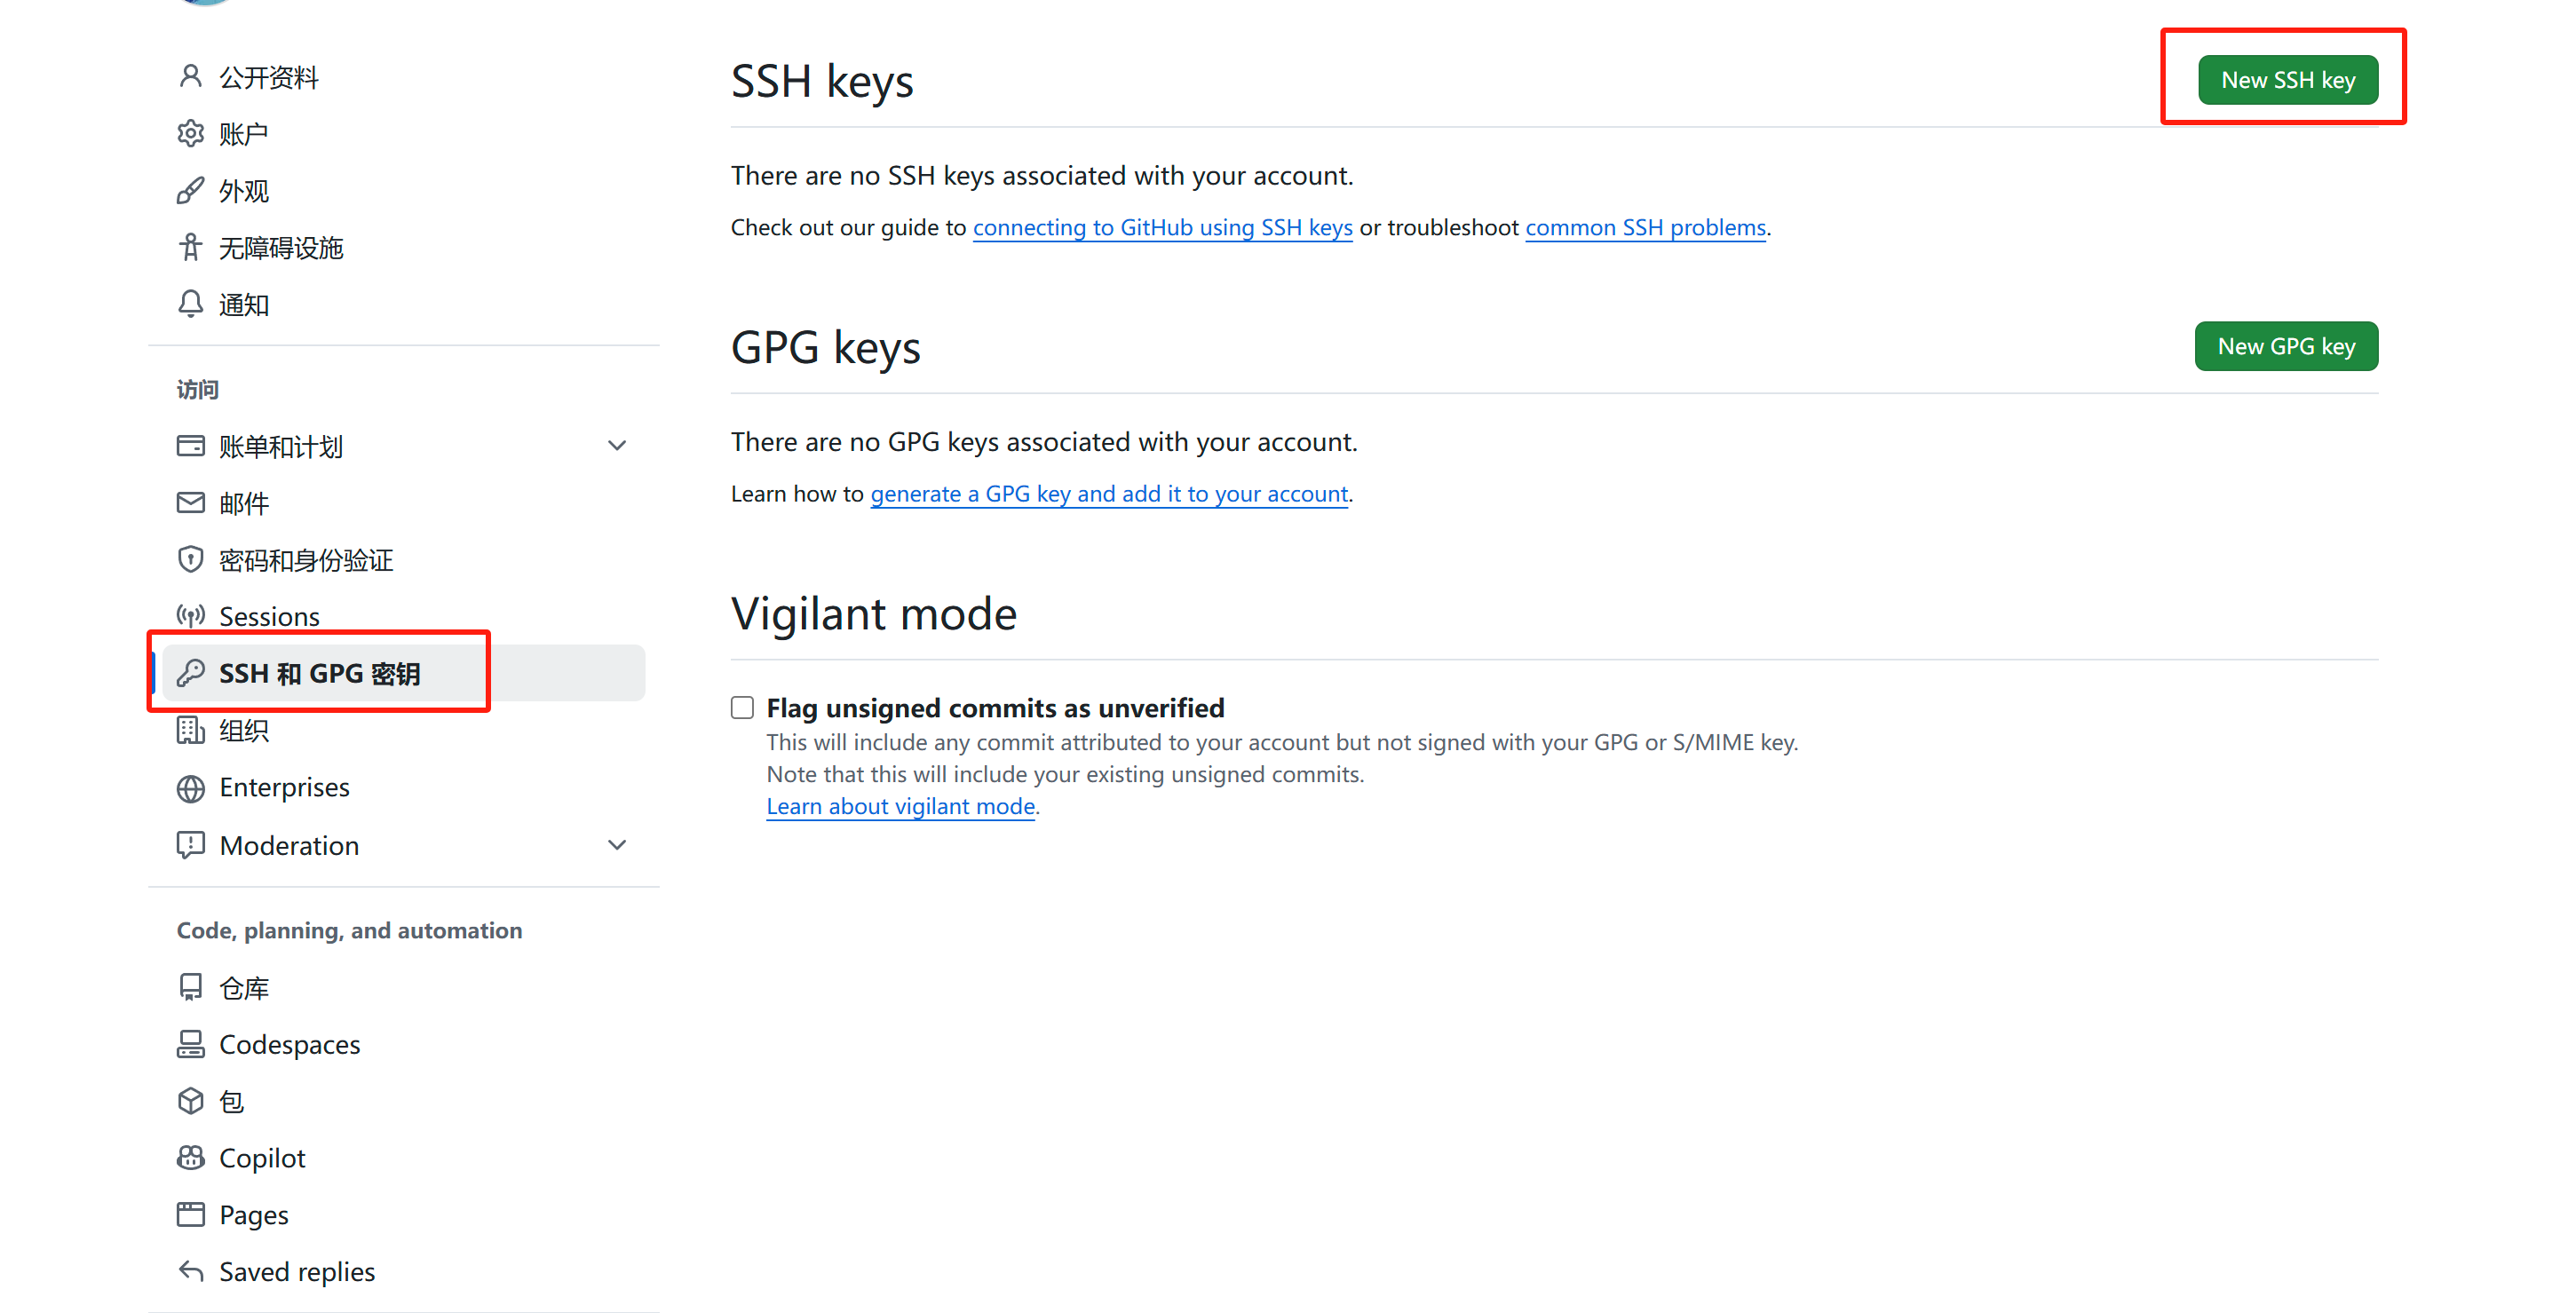 公开资料
账户
外观
无障碍设施
通知
访问
账单和计划
邮件
密码和身份验证
Sessions
SSH 和 GPG 密钥
组织
Enterprises
Moderation
Code, planning, and automation
仓库
Codespaces
包
Copilot
Pages
Saved replies
SSH keys
New SSH key
There are no SSH keys associated with your account.
Check out our guide to connecting to GitHub using SSH keys or troubleshoot common SSH problems.
GPG keys
New GPG key
There are no GPG keys associated with your account.
Learn how to generate a GPG key and add it to your account.
Vigilant mode
Flag unsigned commits as unverified
This will include any commit attributed to your account but not signed with your GPG or S/MIME key.
Note that this will include your existing unsigned commits.
Learn about vigilant mode.